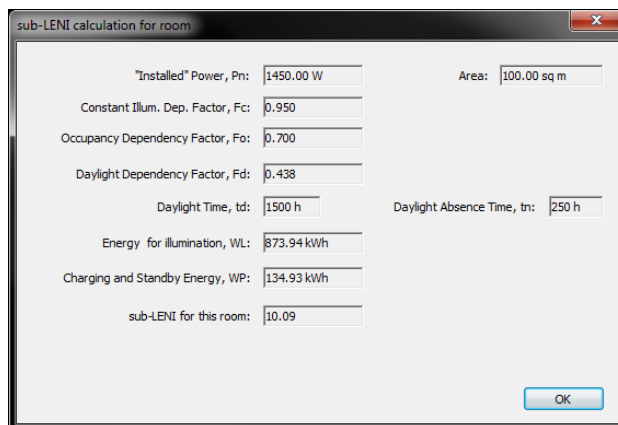 sub-LENI calculation for room
"Installed" Power, Pn: 1450.00 W Area: 100.00 sq m
Constant Illum. Dep. Factor, Fc: 0.950
Occupancy Dependency Factor, Fo: 0.700
Daylight Dependency Factor, Fd: 0.438
Daylight Time, td: 1500 h Daylight Absence Time, tn: 250 h
Energy for illumination, WL: 873.94 kWh
Charging and Standby Energy, WP: 134.93 kWh
sub-LENI for this room: 10.09
OK